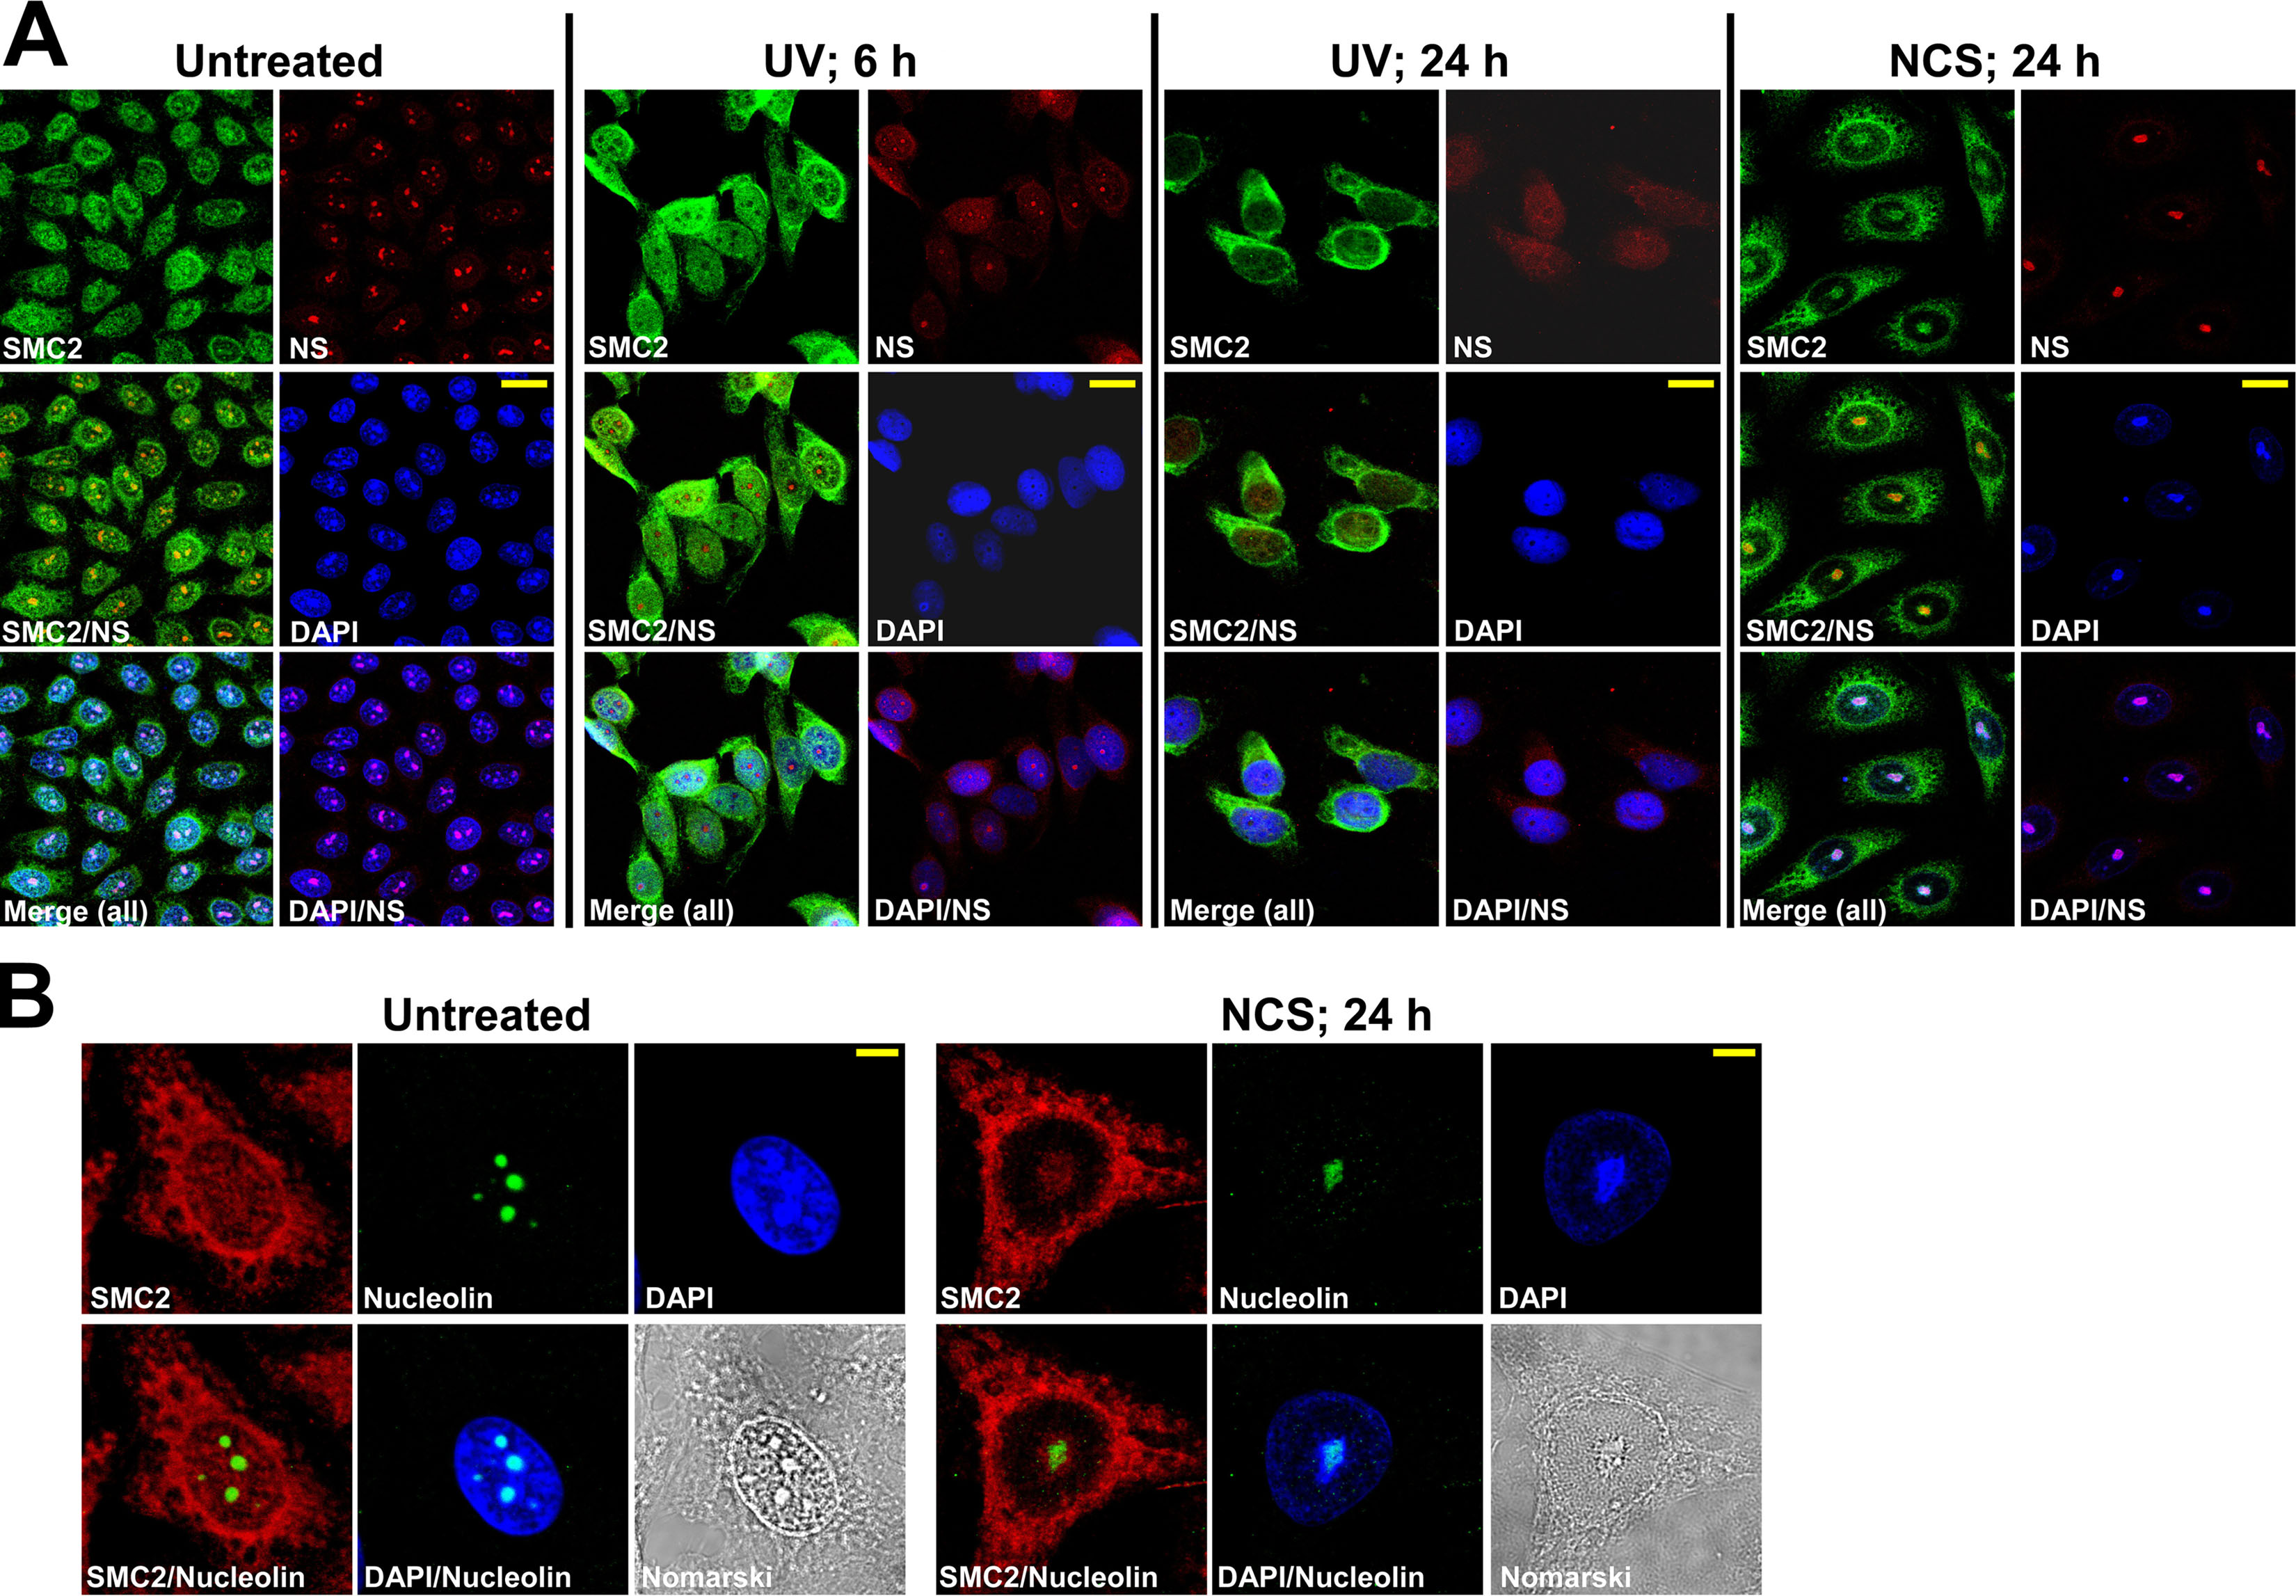 A
Untreated
UV; 6 h
UV; 24 h
NCS; 24 h
SMC2
NS
SMC2
NS
SMC2
NS
SMC2
NS
SMC2/NS
DAPI
SMC2/NS
DAPI
SMC2/NS
DAPI
SMC2/NS
DAPI
Merge (all)
DAPI/NS
Merge (all)
DAPI/NS
Merge (all)
DAPI/NS
Merge (all)
DAPI/NS
B
Untreated
NCS; 24 h
SMC2
Nucleolin
DAPI
SMC2
Nucleolin
DAPI
SMC2/Nucleolin
DAPI/Nucleolin
Nomarski
SMC2/Nucleolin
DAPI/Nucleolin
Nomarski